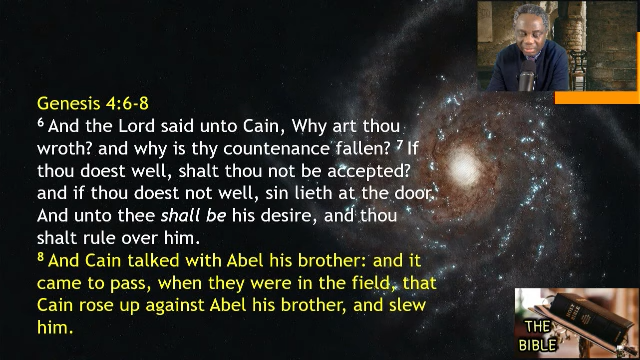 Genesis 4:6-8
6 And the Lord said unto Cain, Why art thou
wroth? and why is thy countenance fallen? 7 If
thou doest well, shalt thou not be accepted?
and if thou doest not well, sin lieth at the door.
And unto thee shall be his desire, and thou
shalt rule over him.
8 And Cain talked with Abel his brother: and it
came to pass, when they were in the field, that
Cain rose up against Abel his brother, and slew
him.
THE
BIBLE
HOLY BIBLE